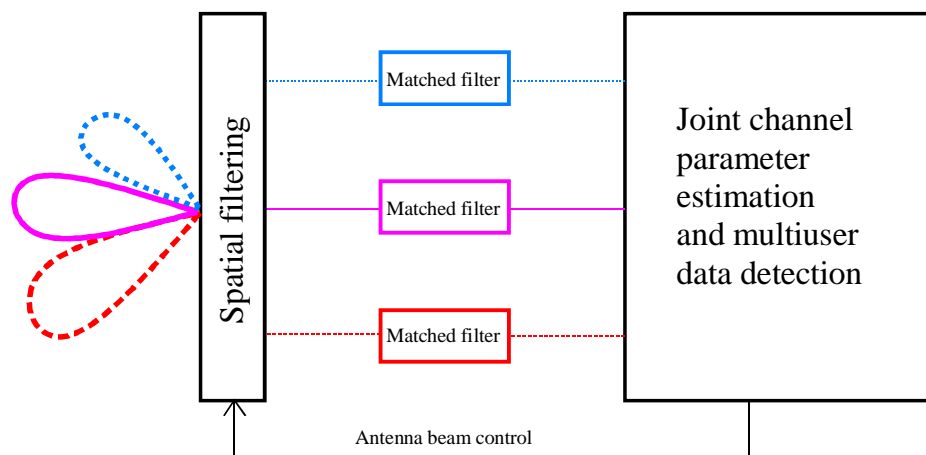 Spatial filtering
Matched filter
Matched filter
Matched filter
Joint channel
parameter
estimation
and multiuser
data detection
Antenna beam control